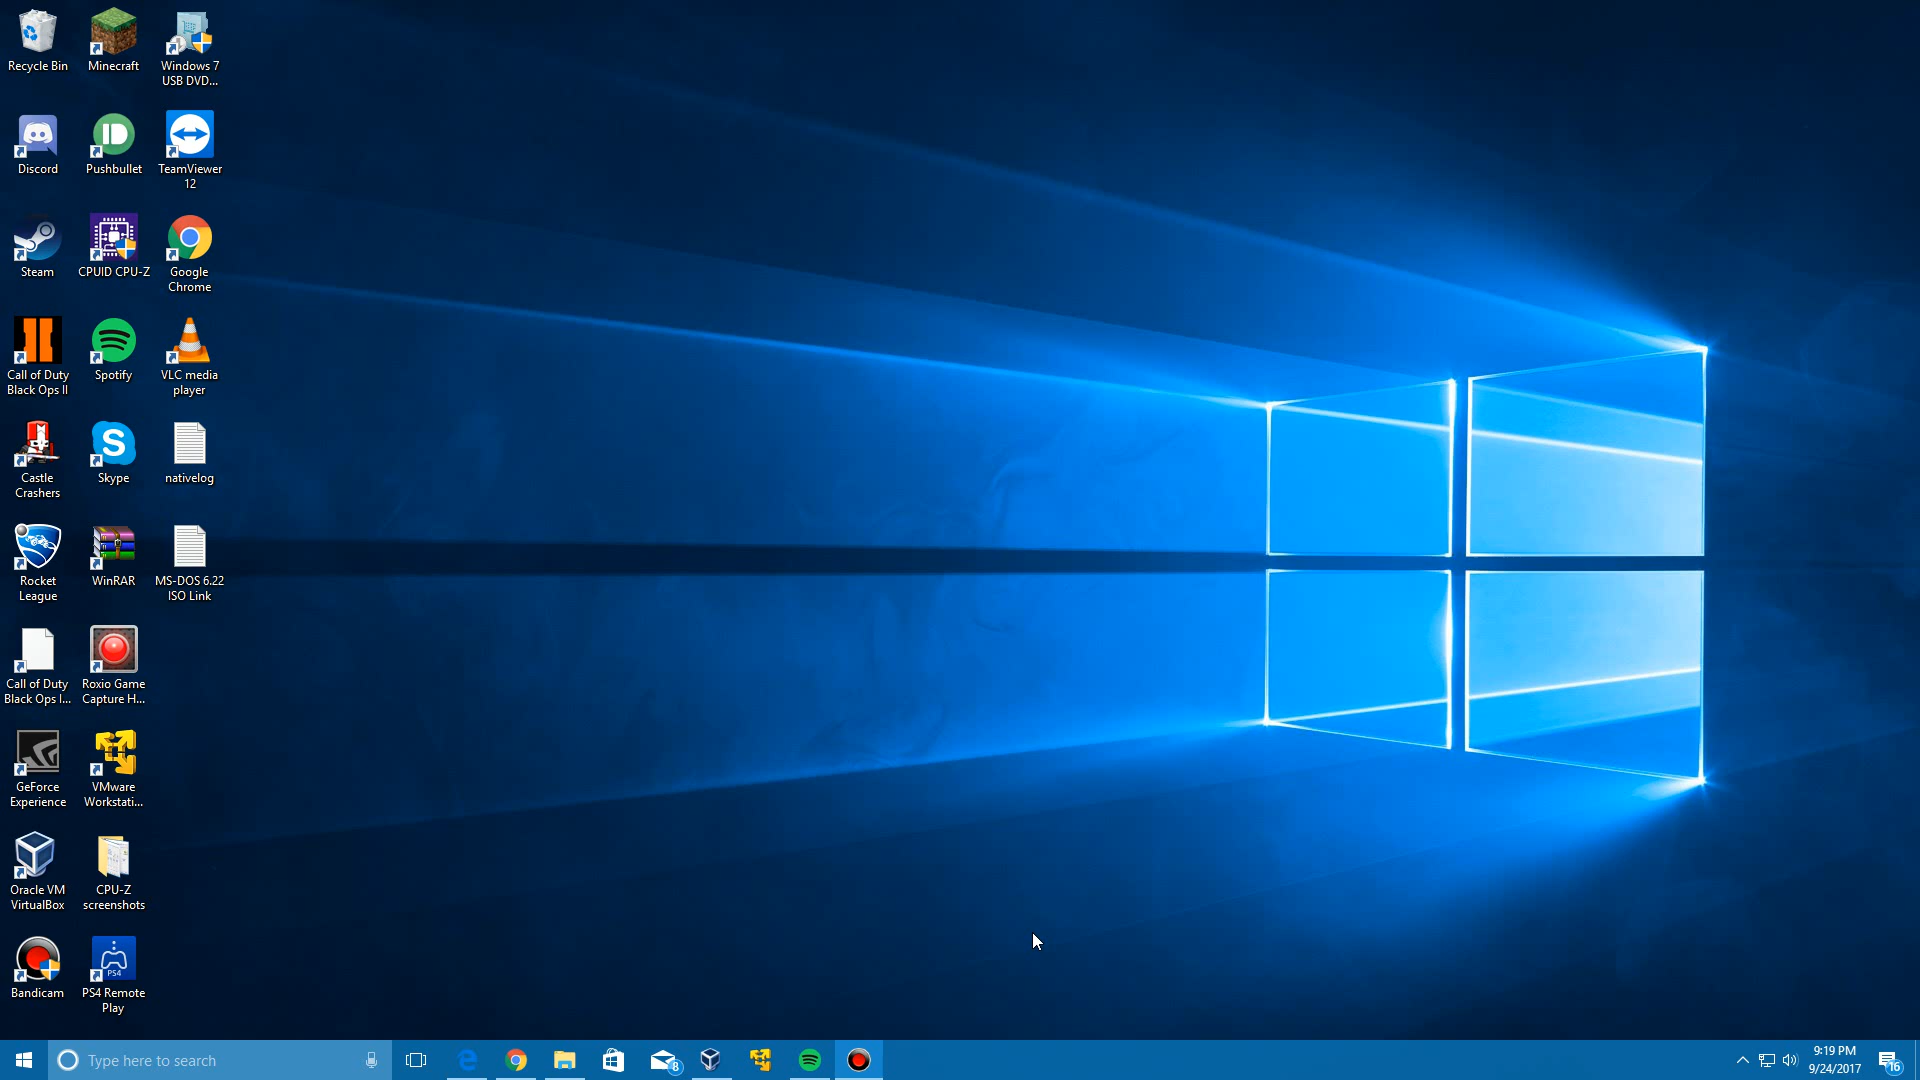 Recycle Bin
Minecraft
Windows 7
USB DVD...
Discord
Pushbullet
TeamViewer
12
Steam
CPUID CPU-Z
Google
Chrome
Call of Duty
Black Ops II
Spotify
VLC media
player
Castle
Crashers
Skype
nativelog
Rocket
League
WinRAR
MS-DOS 6.22
ISO Link
Call of Duty
Black Ops I...
Roxio Game
Capture H...
GeForce
Experience
VMware
Workstati...
Oracle VM
VirtualBox
CPU-Z
screenshots
Bandicam
PS4
PS4 Remote
Play
Type here to search
8
9:19 PM
9/24/2017
16